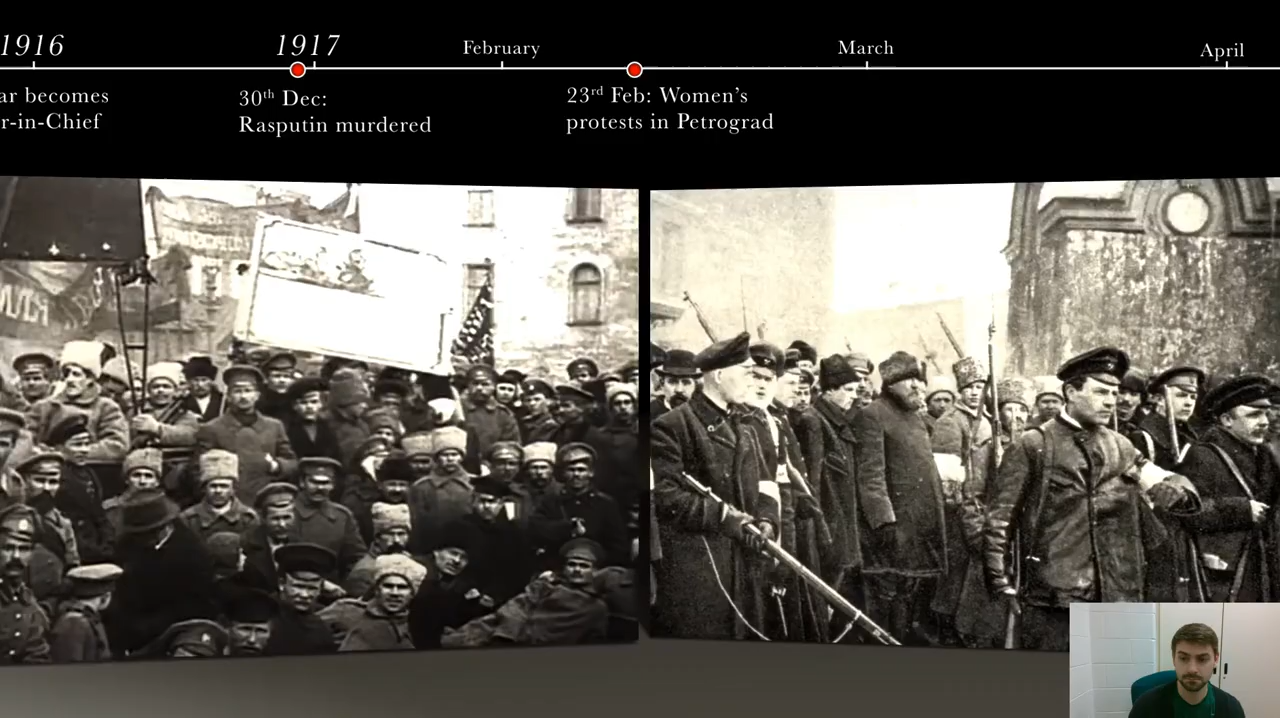 1916
1917
February
March
April
ar becomes
r-in-Chief
30th Dec:
Rasputin murdered
23rd Feb: Women's
protests in Petrograd